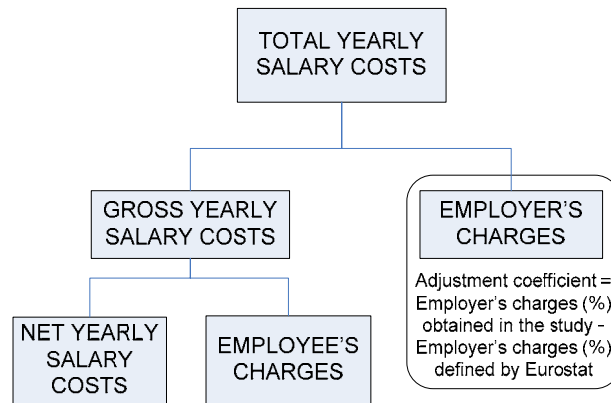 TOTAL YEARLY
SALARY COSTS
GROSS YEARLY
SALARY COSTS
EMPLOYER'S
CHARGES
Adjustment coefficient =
Employer's charges (%)
obtained in the study -
Employer's charges (%)
defined by Eurostat
NET YEARLY
SALARY
COSTS
EMPLOYEE'S
CHARGES